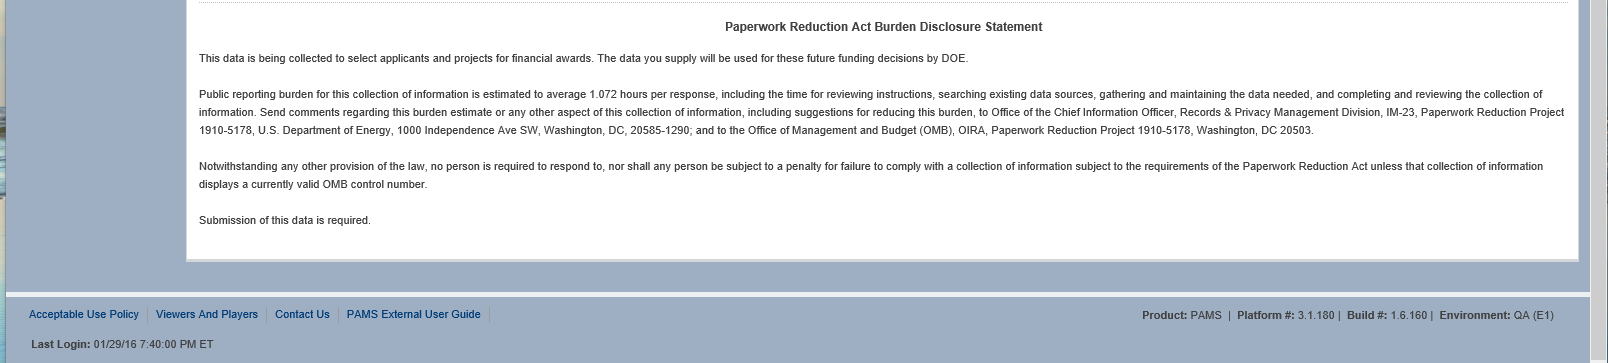 Paperwork Reduction Act Burden Disclosure Statement
This data is being collected to select applicants and projects for financial awards. The data you supply will be used for these future funding decisions by DOE.
Public reporting burden for this collection of information is estimated to average 1.072 hours per response, including the time for reviewing instructions, searching existing data sources, gathering and maintaining the data needed, and completing and reviewing the collection of
information. Send comments regarding this burden estimate or any other aspect of this collection of information, including suggestions for reducing this burden, to Office of the Chief Information Officer, Records & Privacy Management Division, IM-23, Paperwork Reduction Project
1910-5178, U.S. Department of Energy, 1000 Independence Ave SW, Washington, DC, 20585-1290; and to the Office of Management and Budget (OMB), OIRA, Paperwork Reduction Project 1910-5178, Washington, DC 20503.
Notwithstanding any other provision of the law, no person is required to respond to, nor shall any person be subject to a penalty for failure to comply with a collection of information subject to the requirements of the Paperwork Reduction Act unless that collection of information
displays a currently valid OMB control number.
Submission of this data is required.
Acceptable Use Policy | Viewers And Players | Contact Us | PAMS External User Guide | Product: PAMS | Platform #: 3.1.180 | Build #: 1.6.160 | Environment: QA (E1)
Last Login: 01/29/16 7:40:00 PM ET